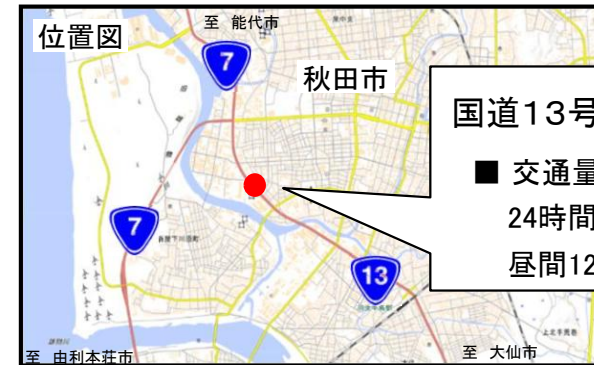 位置図
至 能代市
7
秋田市
国道13号
■ 交通量
24時間
昼間12
7
13
至 由利本荘市
至 大仙市